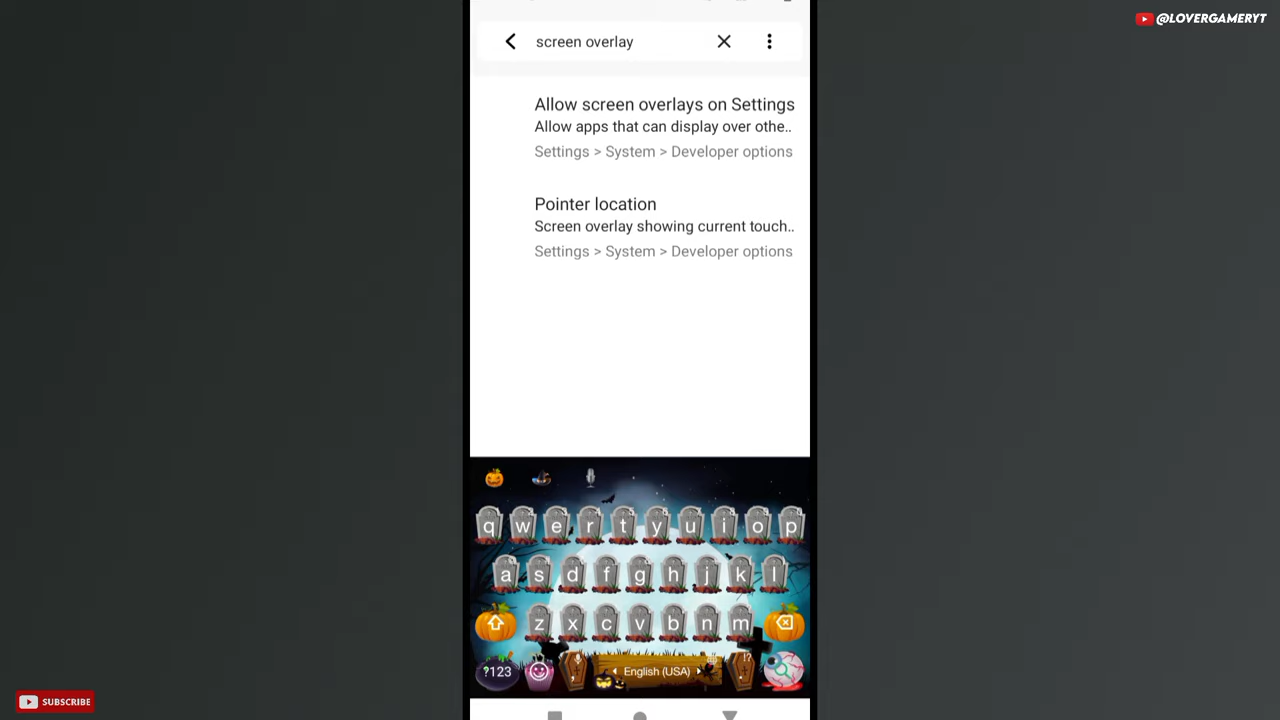 @LOVERGAMERYT
screen overlay
Allow screen overlays on Settings
Allow apps that can display over othe..
Settings > System > Developer options
Pointer location
Screen overlay showing current touch..
Settings > System > Developer options
q w e r t y u i o p
a s d f g h j k l
z x c v b n m
!?
?123 , English (USA) .
SUBSCRIBE